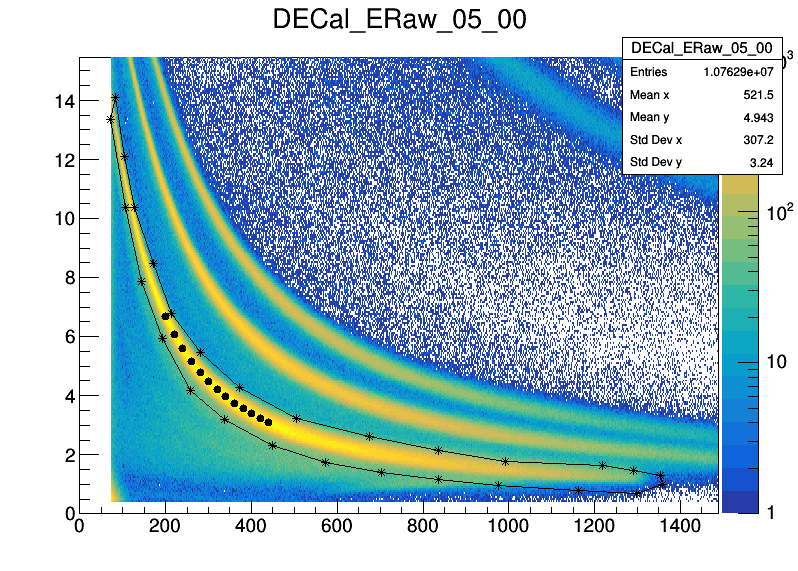 DECal_ERaw_05_00
DECal_ERaw_05_00
Entries 1.07629e+07
Mean x 521.5
Mean y 4.943
Std Dev x 307.2
Std Dev y 3.24
14
12
10
8
6
4
2
0
0 200 400 600 800 1000 1200 1400
3
10²
10
1